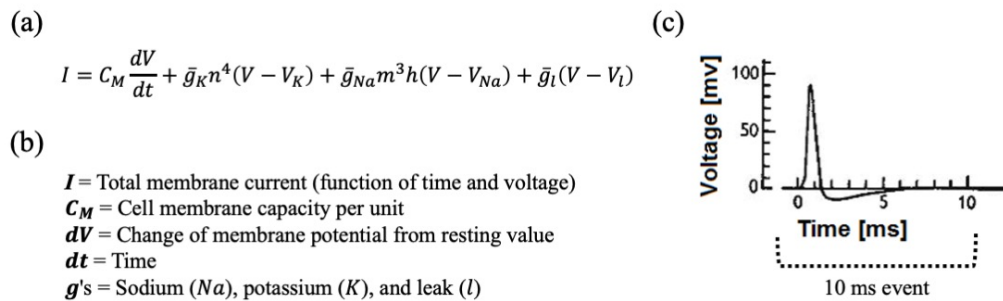 (a)
I = C_M dV/dt + ḡ_K n⁴(V − V_K) + ḡ_Na m³h(V − V_Na) + ḡ_l(V − V_l)
(b)
I = Total membrane current (function of time and voltage)
C_M = Cell membrane capacity per unit
dV = Change of membrane potential from resting value
dt = Time
g's = Sodium (Na), potassium (K), and leak (l)
(c)
Voltage [mv]
100
50
0
0 5 10
Time [ms]
10 ms event